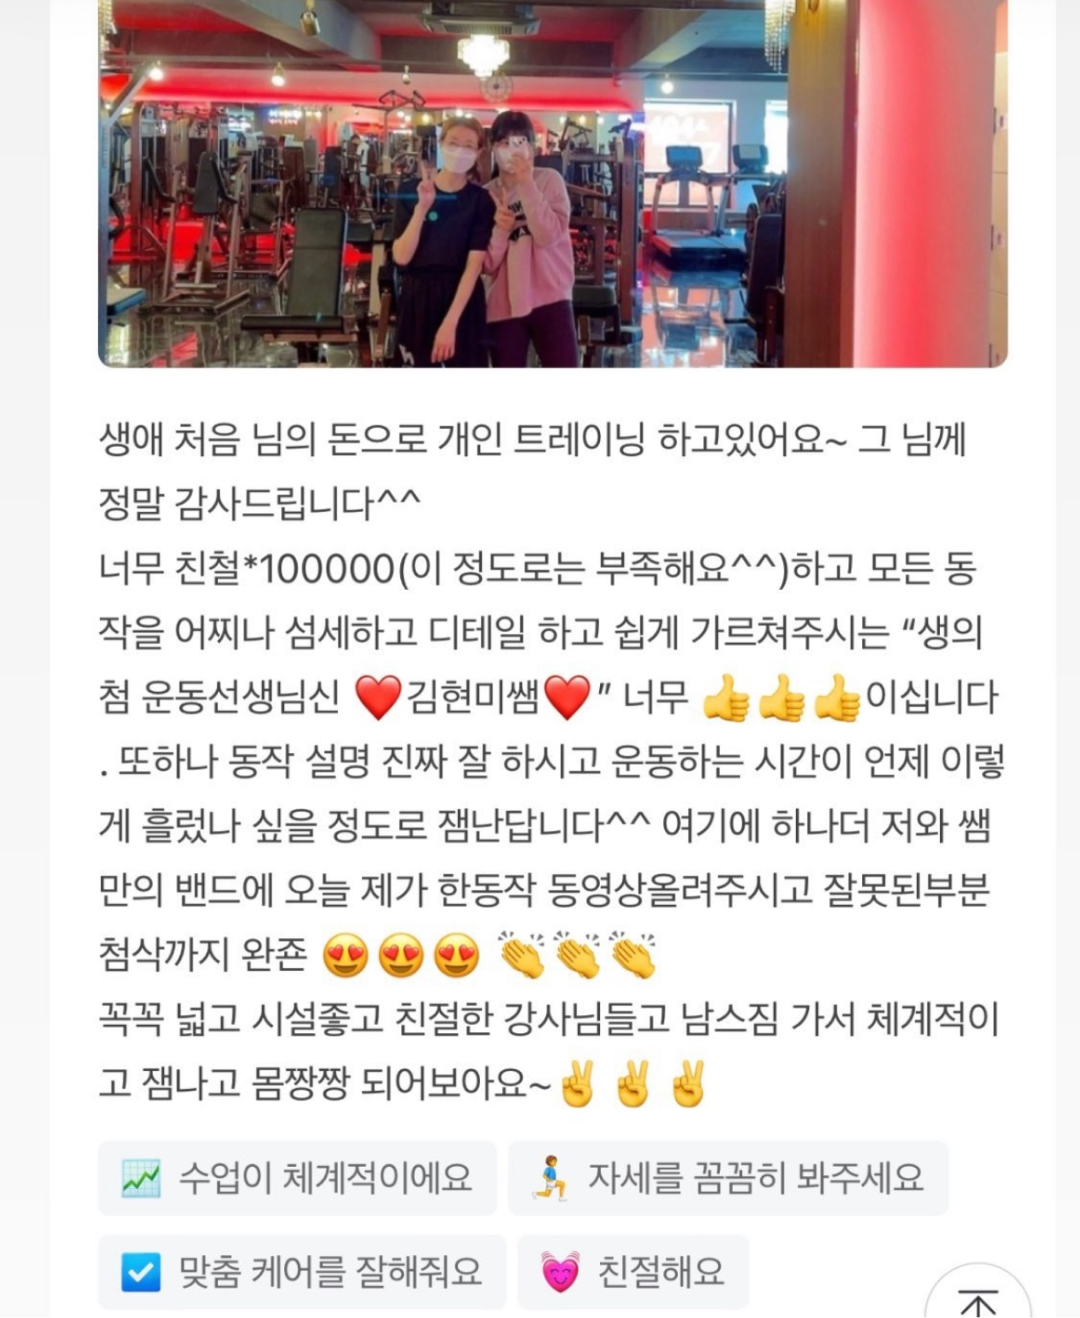 생애 처음 님의 돈으로 개인 트레이닝 하고있어요~ 그 님께
정말 감사드립니다^^
너무 친철*100000(이 정도로는 부족해요^^)하고 모든 동
작을 어찌나 섬세하고 디테일 하고 쉽게 가르쳐주시는 “생의
첨 운동선생님신 ❤️김현미쌤❤️” 너무 👍👍👍이십니다
. 또하나 동작 설명 진짜 잘 하시고 운동하는 시간이 언제 이렇
게 흘렀나 싶을 정도로 잼난답니다^^ 여기에 하나더 저와 쌤
만의 밴드에 오늘 제가 한동작 동영상올려주시고 잘못된부분
첨삭까지 완죤 😍😍😍 👏👏👏
꼭꼭 넓고 시설좋고 친절한 강사님들고 남스짐 가서 체계적이
고 잼나고 몸짱짱 되어보아요~✌️✌️✌️
📈 수업이 체계적이에요
자세를 꼼꼼히 봐주세요
☑️ 맞춤 케어를 잘해줘요
💓 친절해요